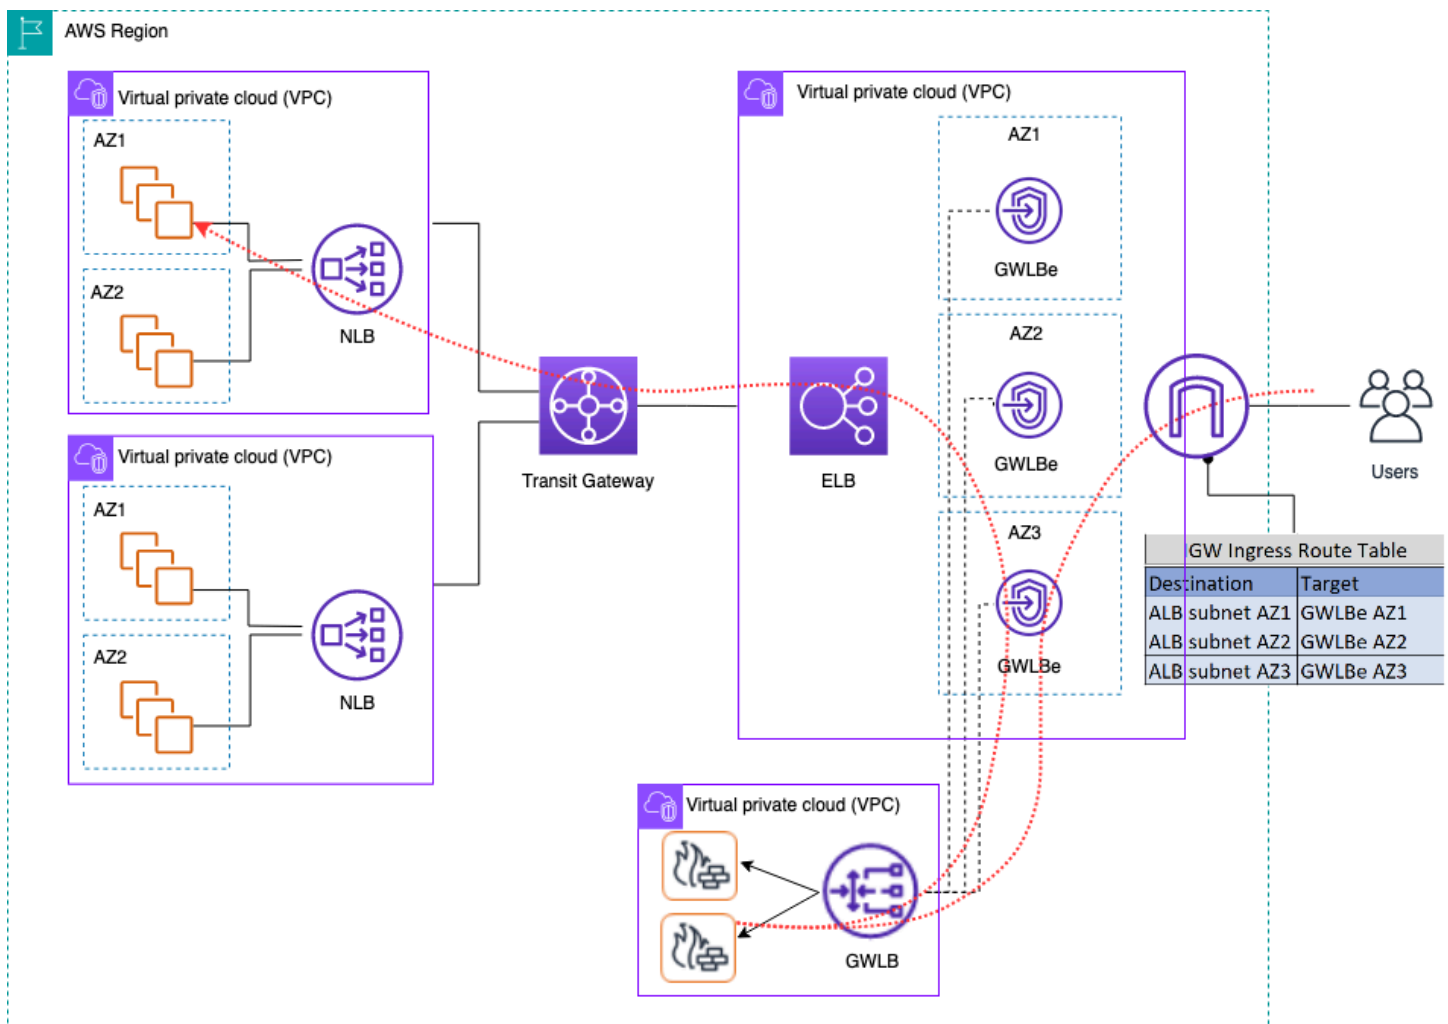 AWS Region
Virtual private cloud (VPC)
AZ1
AZ2
NLB
Virtual private cloud (VPC)
AZ1
AZ2
NLB
Transit Gateway
Virtual private cloud (VPC)
ELB
AZ1
GWLBe
AZ2
GWLBe
AZ3
GWLBe
Users
IGW Ingress Route Table
Destination Target
ALB subnet AZ1 GWLBe AZ1
ALB subnet AZ2 GWLBe AZ2
ALB subnet AZ3 GWLBe AZ3
Virtual private cloud (VPC)
GWLB